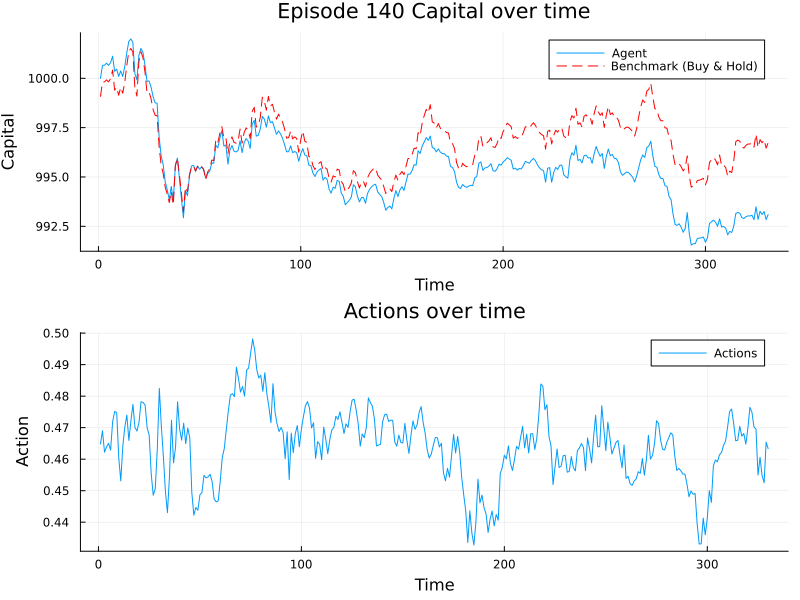 Episode 140 Capital over time
Capital
1000.0
997.5
995.0
992.5
Agent
Benchmark (Buy & Hold)
0
100
200
300
Time
Actions over time
Action
0.50
0.49
0.48
0.47
0.46
0.45
0.44
Actions
0
100
200
300
Time